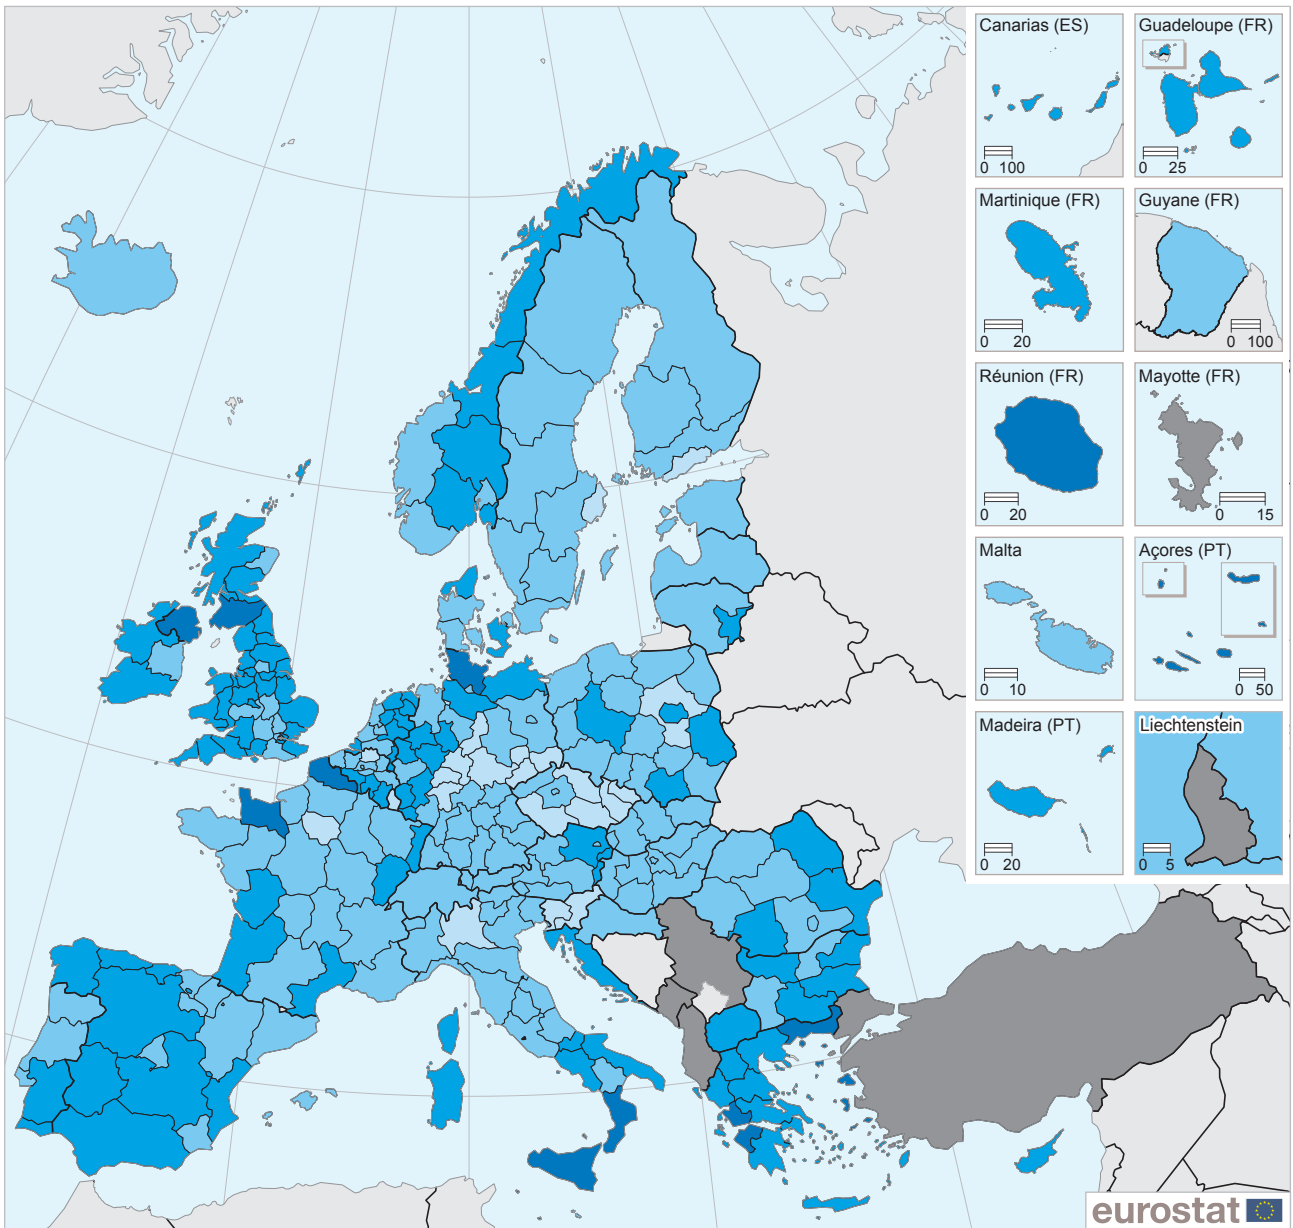 Canarias (ES)
0 100
Guadeloupe (FR)
0 25
Martinique (FR)
0 20
Guyane (FR)
0 100
Réunion (FR)
0 20
Mayotte (FR)
0 15
Malta
0 10
Açores (PT)
0 50
Madeira (PT)
0 20
Liechtenstein
0 5
eurostat